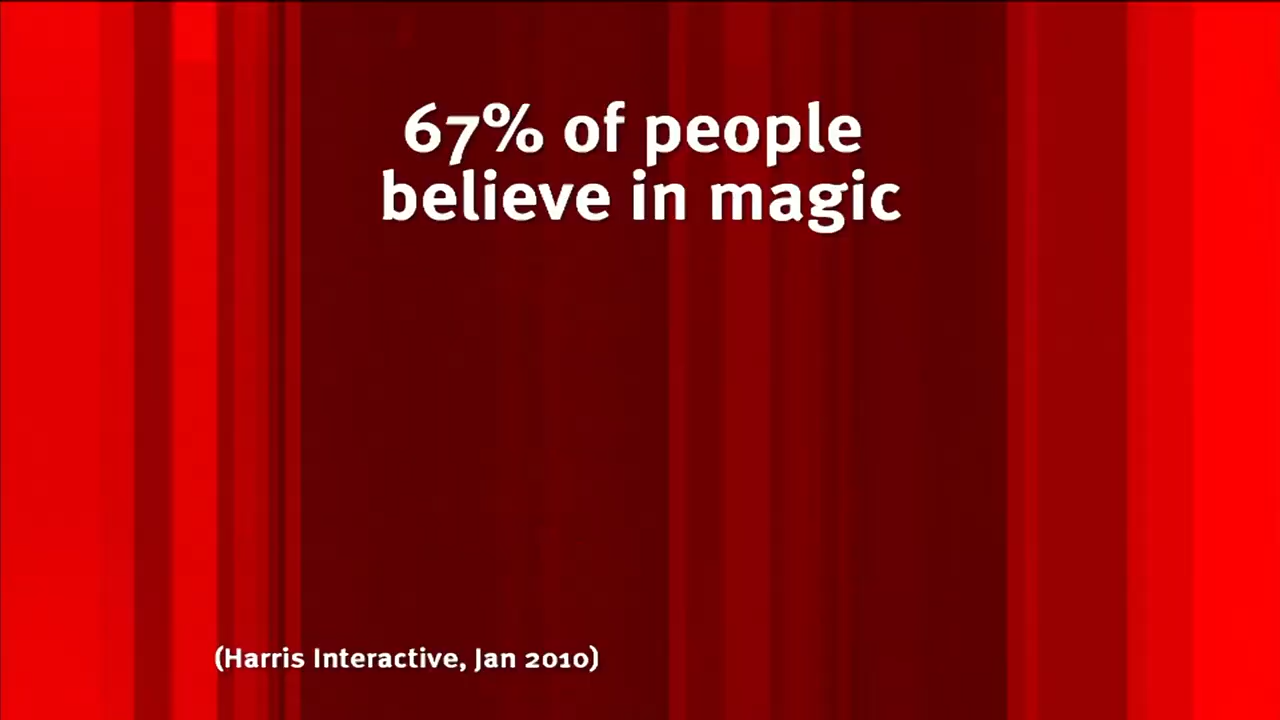 67% of people
believe in magic
(Harris Interactive, Jan 2010)